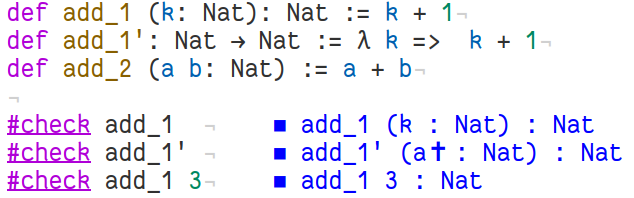 def add_1 (k: Nat): Nat := k + 1¬
def add_1': Nat → Nat := λ k =>  k + 1¬
def add_2 (a b: Nat) := a + b¬
¬
#check add_1  ¬    ■ add_1 (k : Nat) : Nat
#check add_1' ¬    ■ add_1' (a✝ : Nat) : Nat
#check add_1 3¬    ■ add_1 3 : Nat